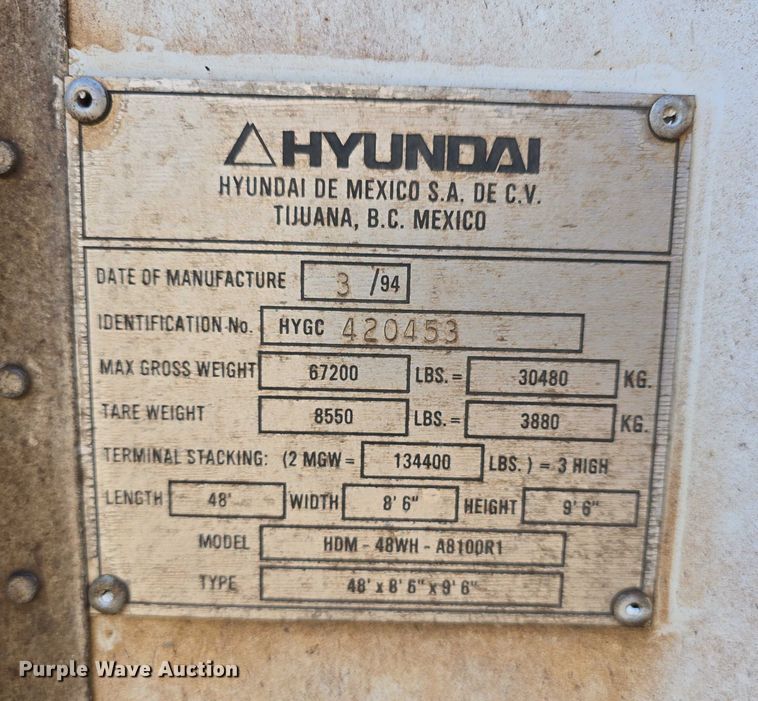 HYUNDAI
HYUNDAI DE MEXICO S.A. DE C.V.
TIJUANA, B.C. MEXICO
DATE OF MANUFACTURE 3 /94
IDENTIFICATION No. HYGC 420453
MAX GROSS WEIGHT 67200 LBS.= 30480 KG.
TARE WEIGHT 8550 LBS.= 3880 KG.
TERMINAL STACKING: (2 MGW= 134400 LBS.) = 3 HIGH
LENGTH 48' WIDTH 8' 6" HEIGHT 9' 6"
MODEL HDM - 48WH - A8100R1
TYPE 48' x 8' 6" x 9' 6"
Purple Wave Auction